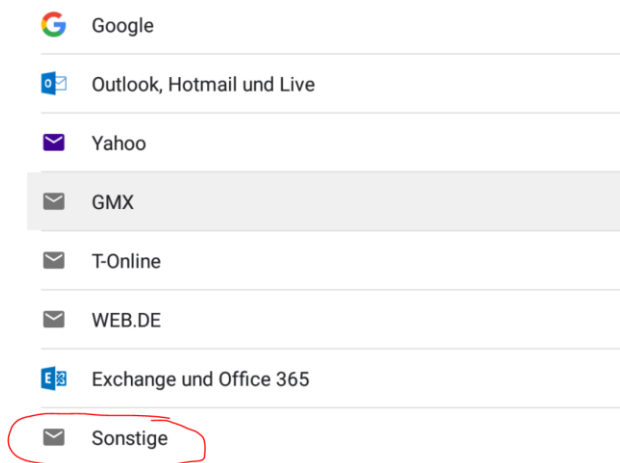 Google
Outlook, Hotmail und Live
Yahoo
GMX
T-Online
WEB.DE
Exchange und Office 365
Sonstige